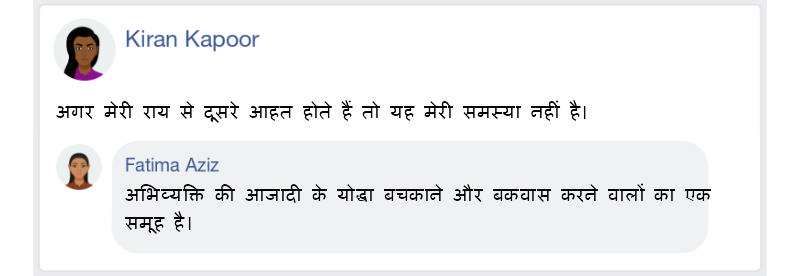 Kiran Kapoor
अगर मेरी राय से दूसरे आहत होते हैं तो यह मेरी समस्या नहीं है।
Fatima Aziz
अभिव्यक्ति की आजादी के योद्धा बचकाने और बकवास करने वालों का एक
समूह है।